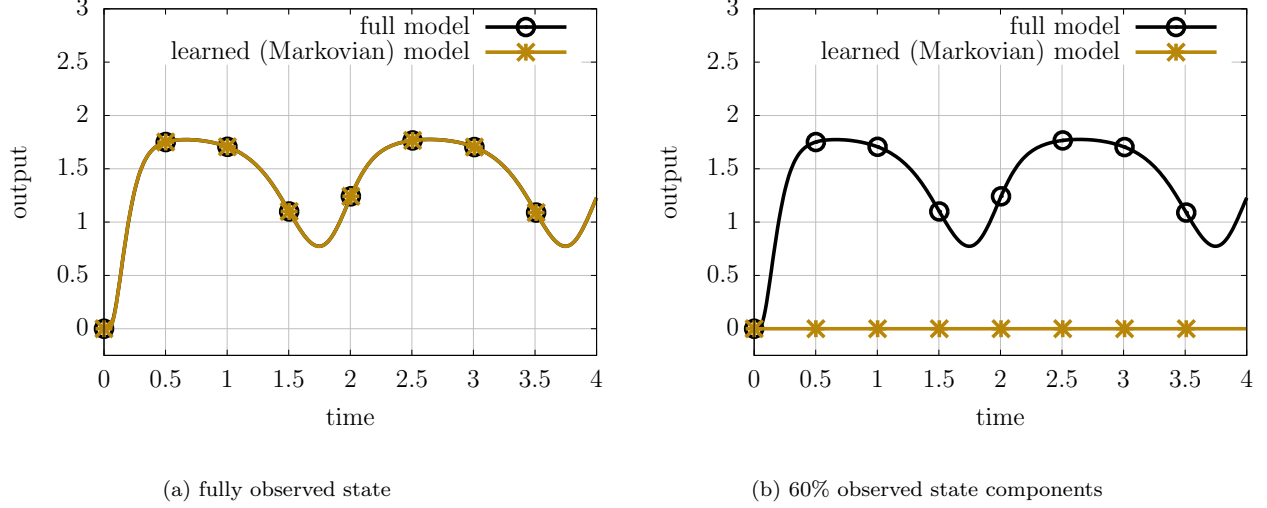 full model
learned (Markovian) model
3
2.5
2
1.5
1
0.5
0
output
0 0.5 1 1.5 2 2.5 3 3.5 4
time
(a) fully observed state
full model
learned (Markovian) model
3
2.5
2
1.5
1
0.5
0
output
0 0.5 1 1.5 2 2.5 3 3.5 4
time
(b) 60% observed state components